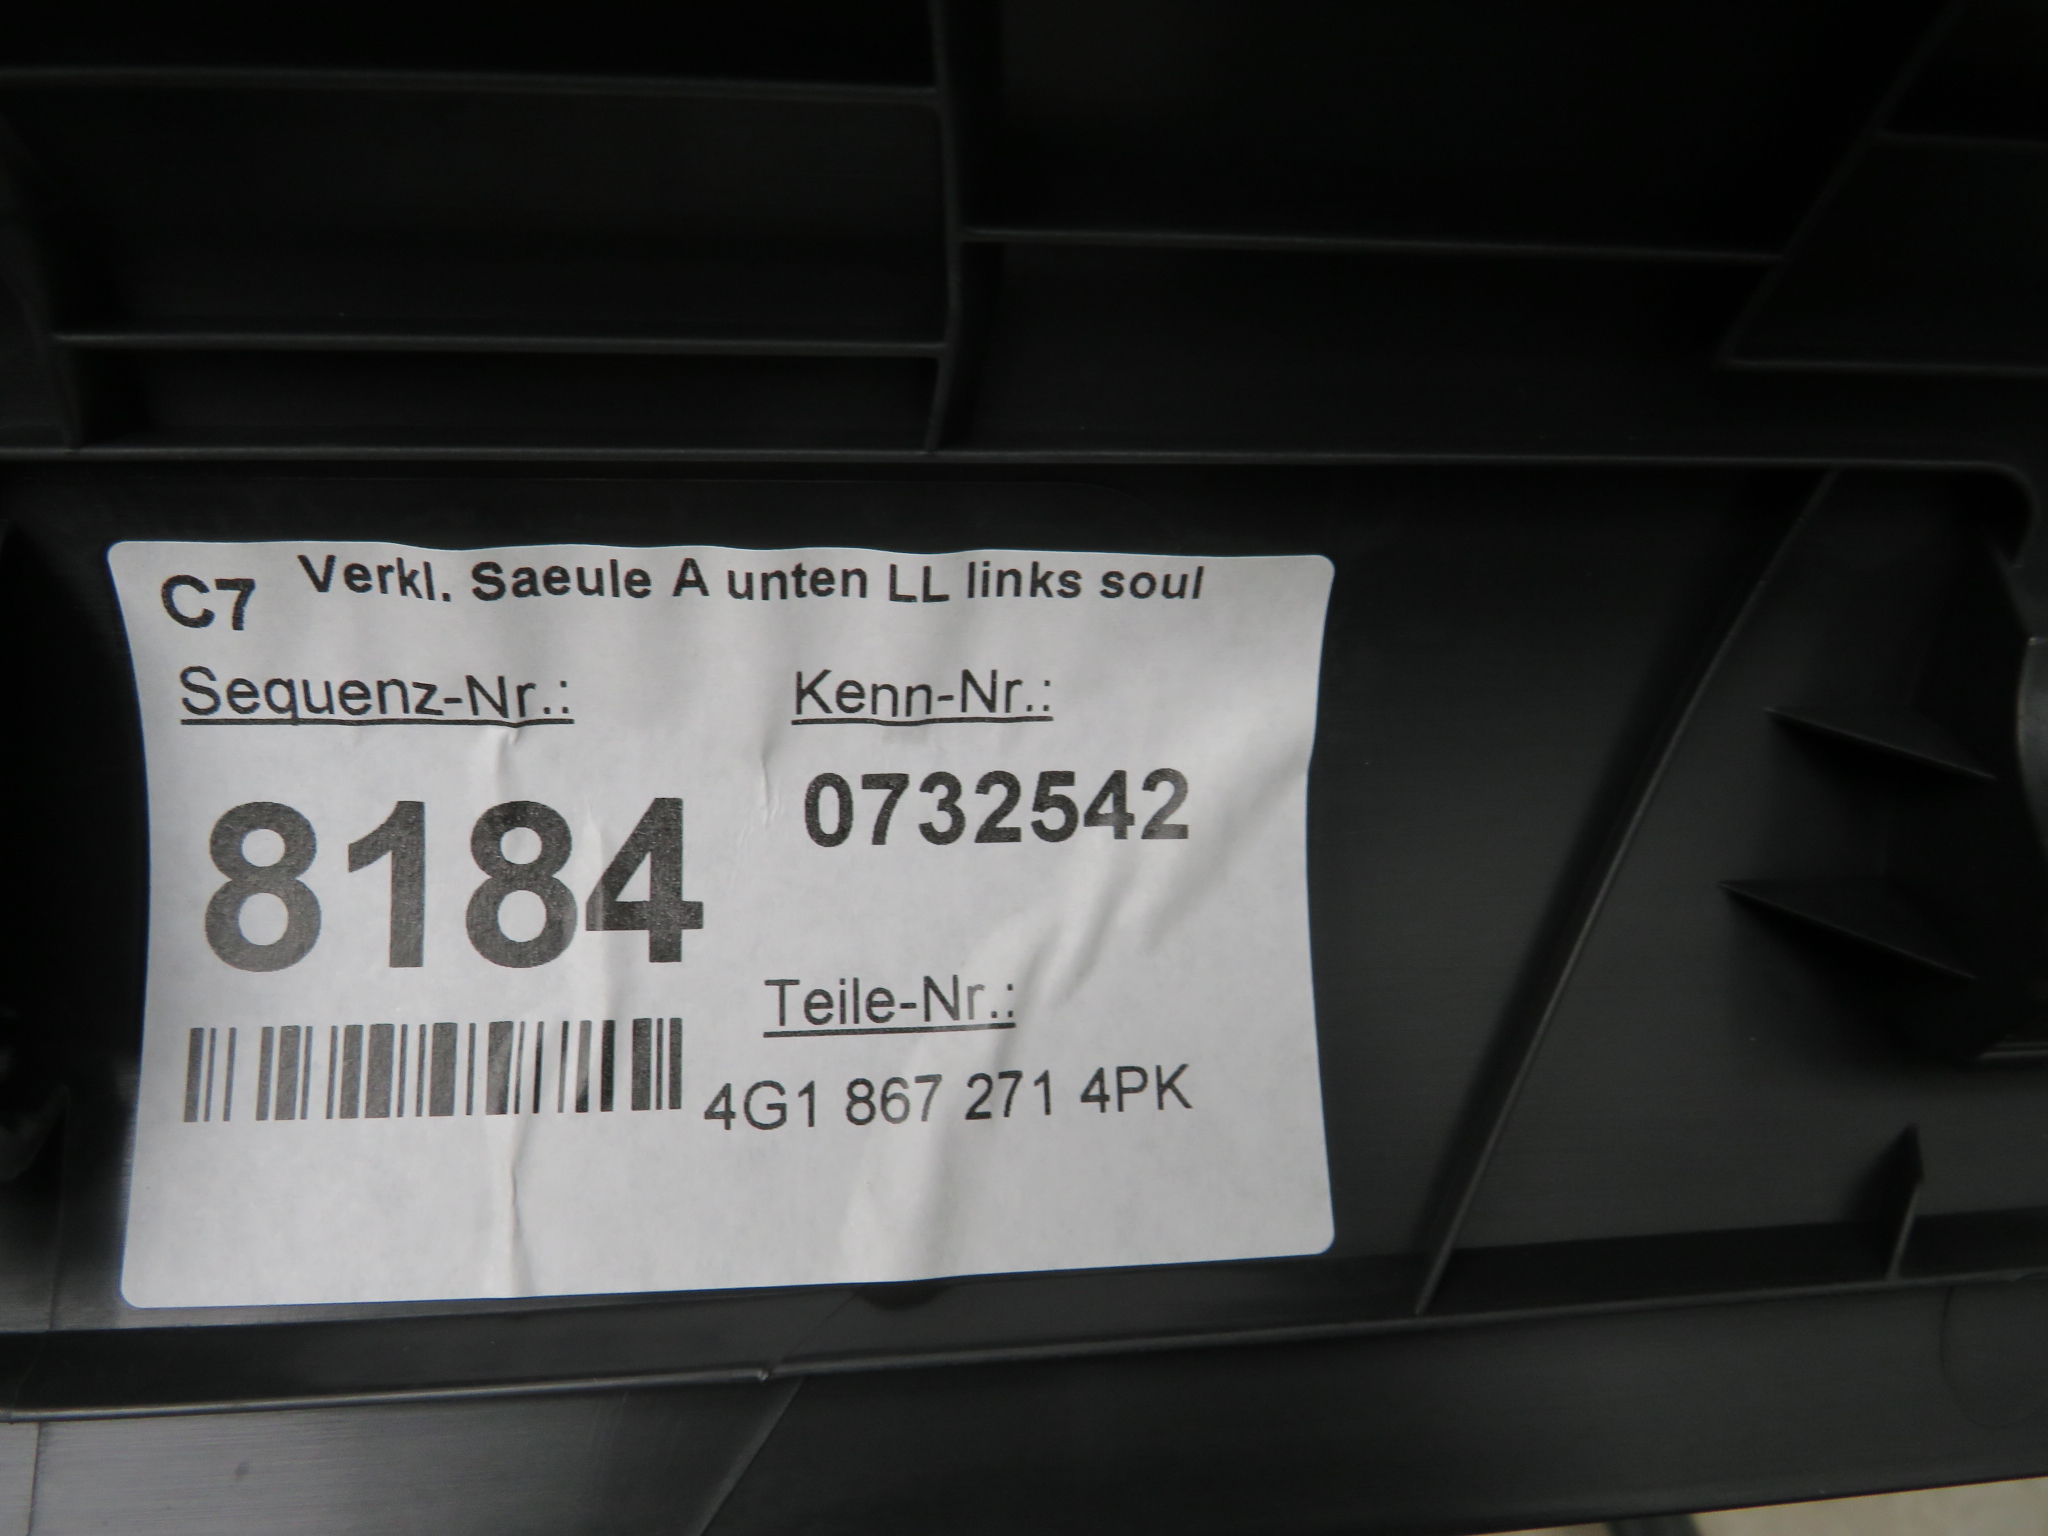 C7 Verkl. Saeule A unten LL links soul
Sequenz-Nr.: Kenn-Nr.:
8184 0732542
Teile-Nr.:
4G1 867 271 4PK